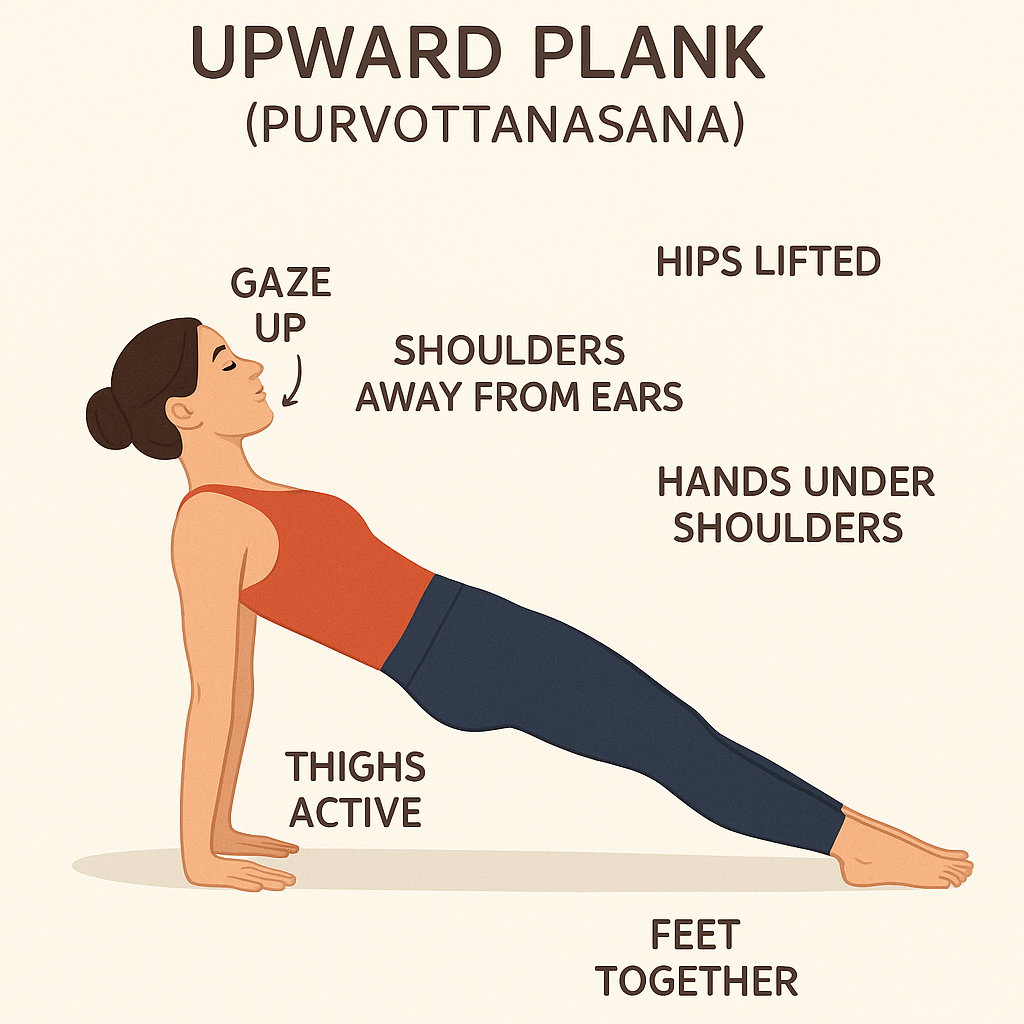 UPWARD PLANK
(PURVOTTANASANA)
HIPS LIFTED
GAZE
UP
SHOULDERS
AWAY FROM EARS
HANDS UNDER
SHOULDERS
THIGHS
ACTIVE
FEET
TOGETHER